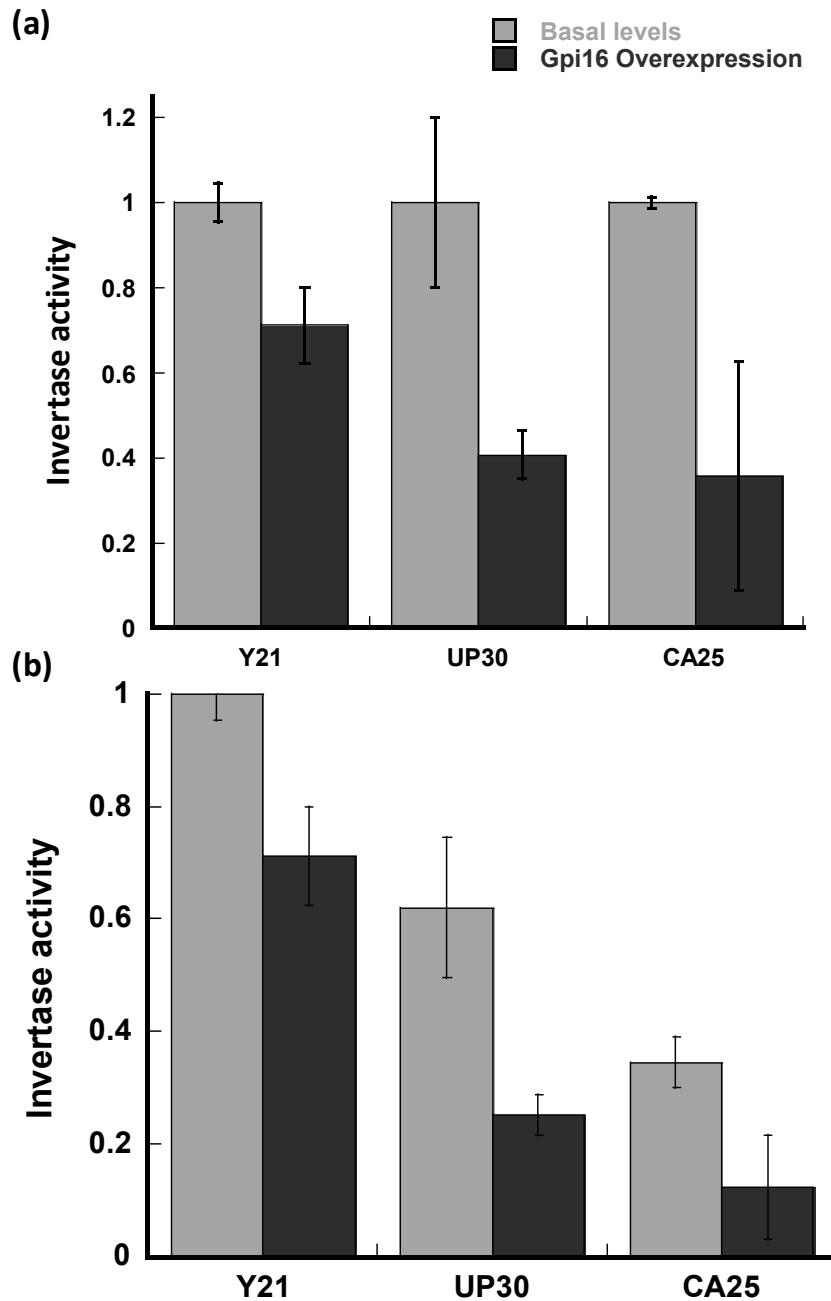 (a)
Basal levels
Gpi16 Overexpression
1.2
1
0.8
0.6
0.4
0.2
0
Invertase activity
Y21 UP30 CA25
(b)
1
0.8
0.6
0.4
0.2
0
Invertase activity
Y21 UP30 CA25